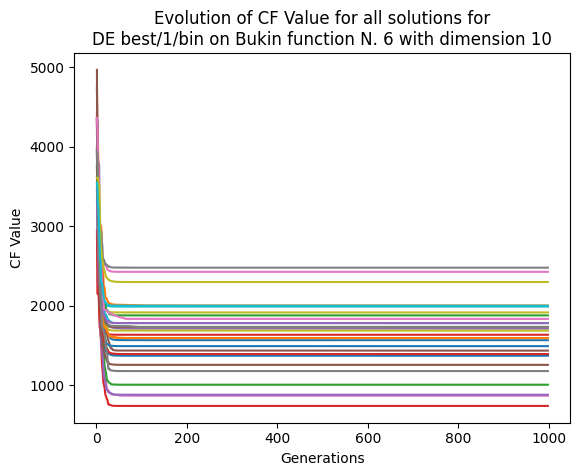 Evolution of CF Value for all solutions for
DE best/1/bin on Bukin function N. 6 with dimension 10
5000
4000
3000
2000
1000
CF Value
0
200
400
600
800
1000
Generations